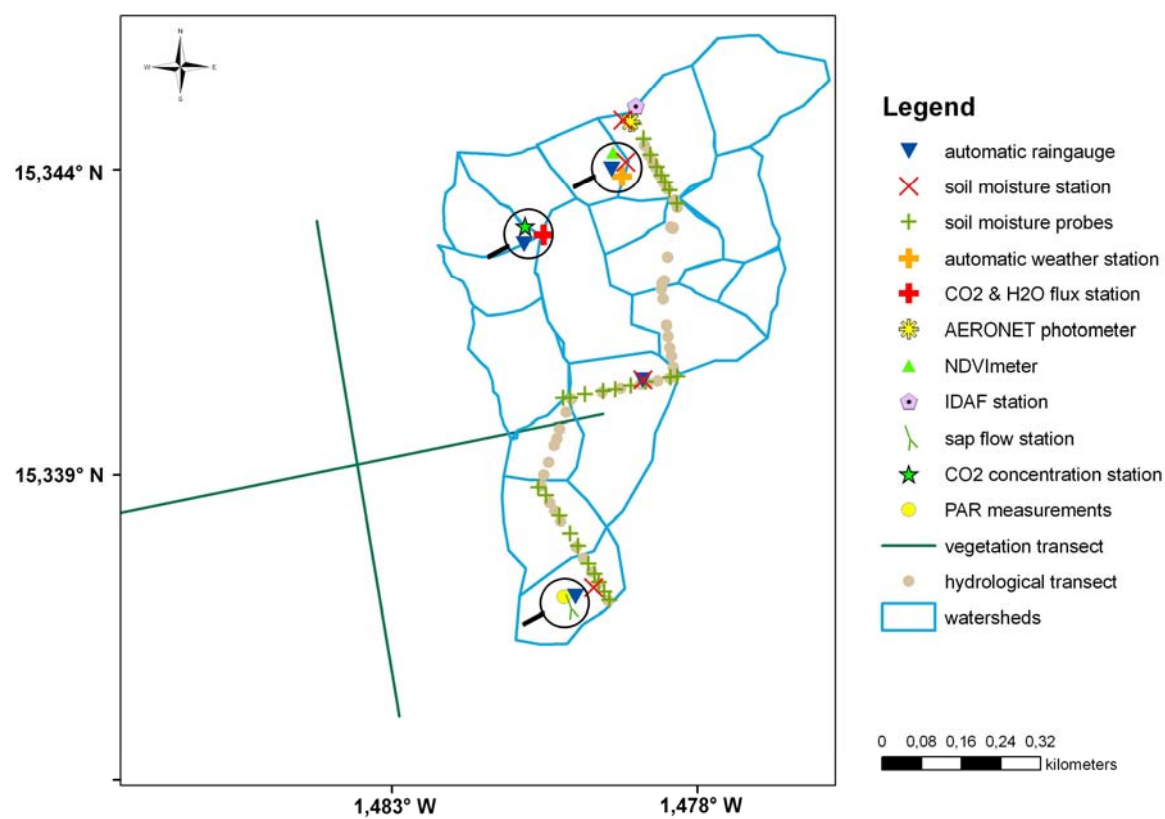 N
W E
S
15,344° N
15,339° N
1,483° W 1,478° W
Legend
automatic raingauge
soil moisture station
soil moisture probes
automatic weather station
CO2 & H2O flux station
AERONET photometer
NDVImeter
IDAF station
sap flow station
CO2 concentration station
PAR measurements
vegetation transect
hydrological transect
watersheds
0 0,08 0,16 0,24 0,32
kilometers